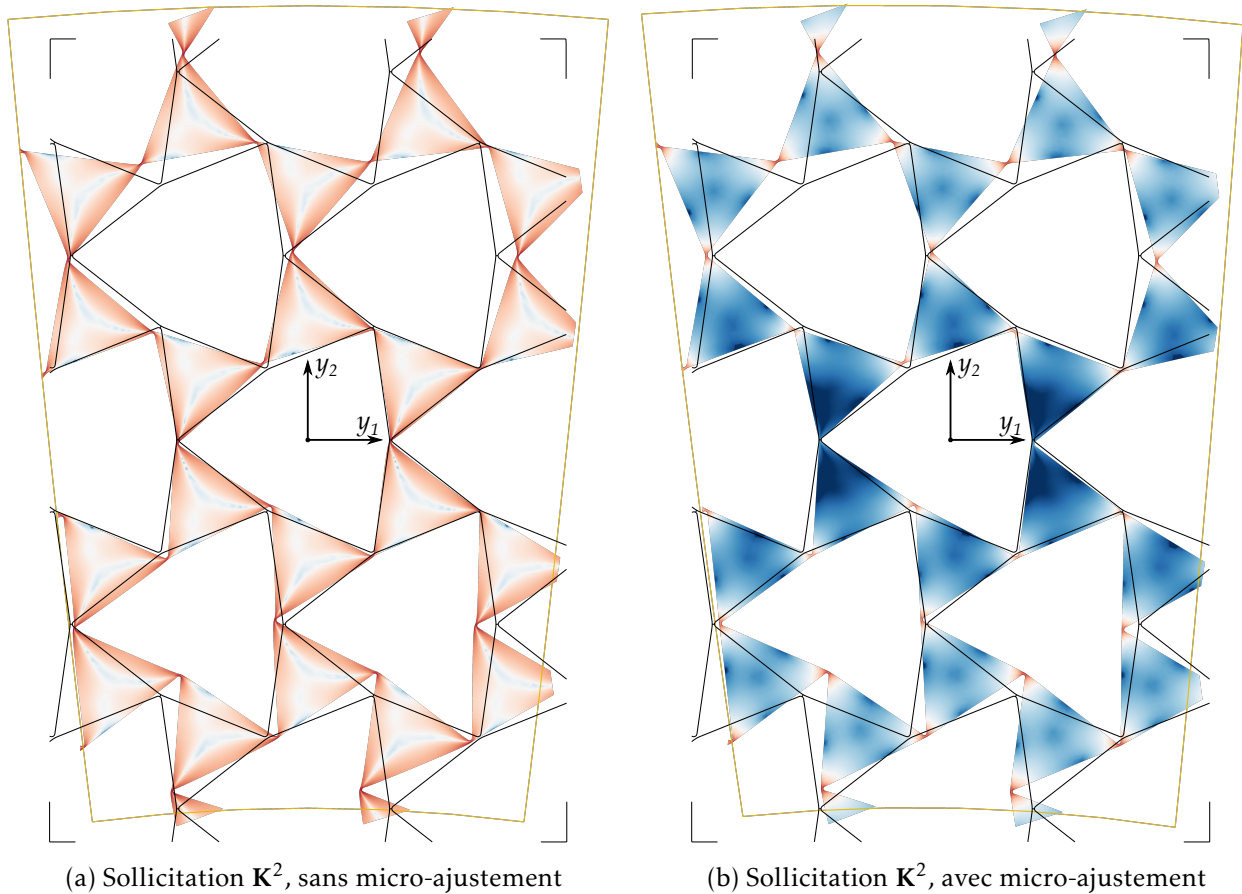 y₂
y₁
y₂
y₁
(a) Sollicitation K², sans micro-ajustement
(b) Sollicitation K², avec micro-ajustement